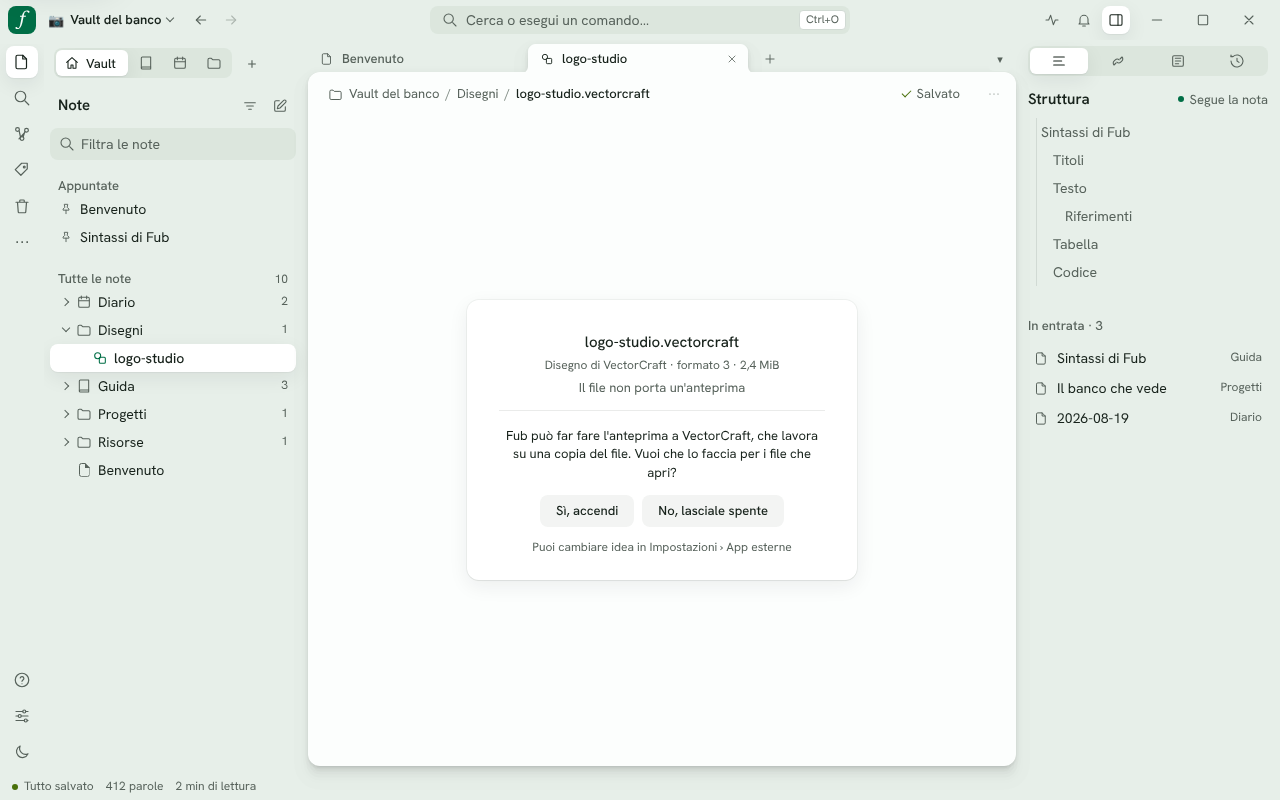 f
Vault del banco
Cerca o esegui un comando...
Ctrl+O
Vault
Benvenuto
logo-studio
Note
Filtra le note
Appuntate
Benvenuto
Sintassi di Fub
Tutte le note
10
Diario
2
Disegni
1
logo-studio
Guida
3
Progetti
1
Risorse
1
Benvenuto
Vault del banco / Disegni / logo-studio.vectorcraft
Salvato
logo-studio.vectorcraft
Disegno di VectorCraft · formato 3 · 2,4 MiB
Il file non porta un'anteprima
Fub può far fare l'anteprima a VectorCraft, che lavora
su una copia del file. Vuoi che lo faccia per i file che
apri?
Sì, accendi
No, lasciale spente
Puoi cambiare idea in Impostazioni › App esterne
Struttura
Segue la nota
Sintassi di Fub
Titoli
Testo
Riferimenti
Tabella
Codice
In entrata · 3
Sintassi di Fub
Guida
Il banco che vede
Progetti
2026-08-19
Diario
Tutto salvato
412 parole
2 min di lettura